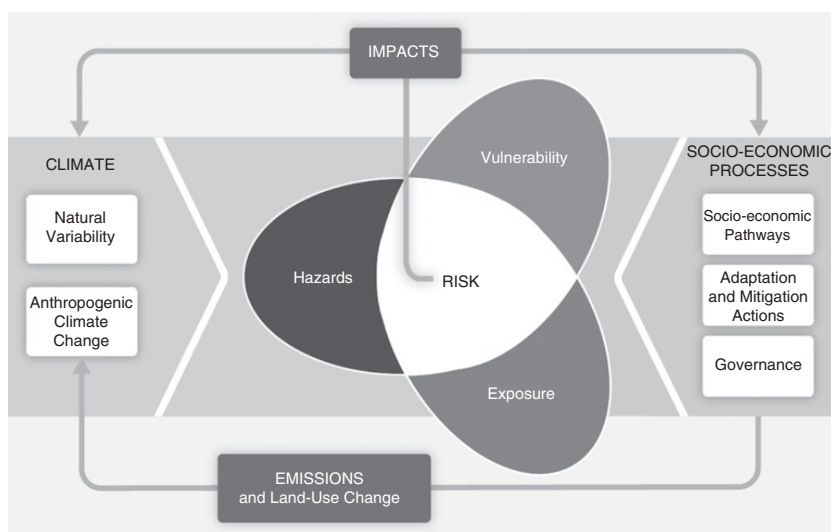 IMPACTS
CLIMATE
Natural
Variability
Anthropogenic
Climate
Change
Vulnerability
Hazards
RISK
Exposure
SOCIO-ECONOMIC
PROCESSES
Socio-economic
Pathways
Adaptation
and Mitigation
Actions
Governance
EMISSIONS
and Land-Use Change